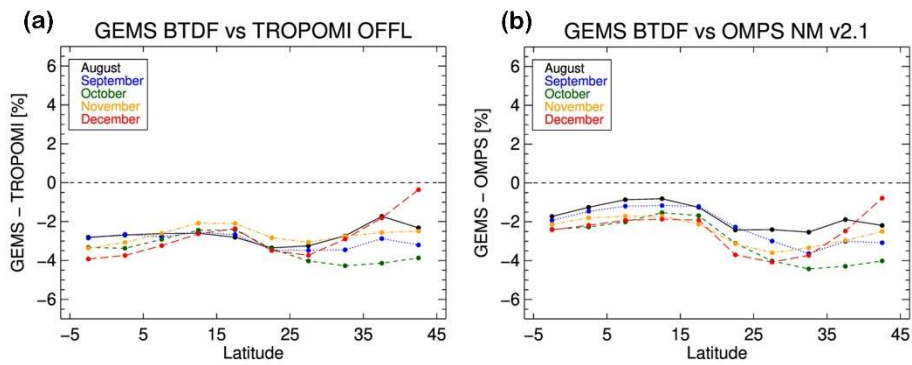 (a)
GEMS BTDF vs TROPOMI OFFL
6
4
2
0
−2
−4
−6
GEMS − TROPOMI [%]
August
September
October
November
December
−5 5 15 25 35 45
Latitude
(b)
GEMS BTDF vs OMPS NM v2.1
6
4
2
0
−2
−4
−6
GEMS − OMPS [%]
August
September
October
November
December
−5 5 15 25 35 45
Latitude